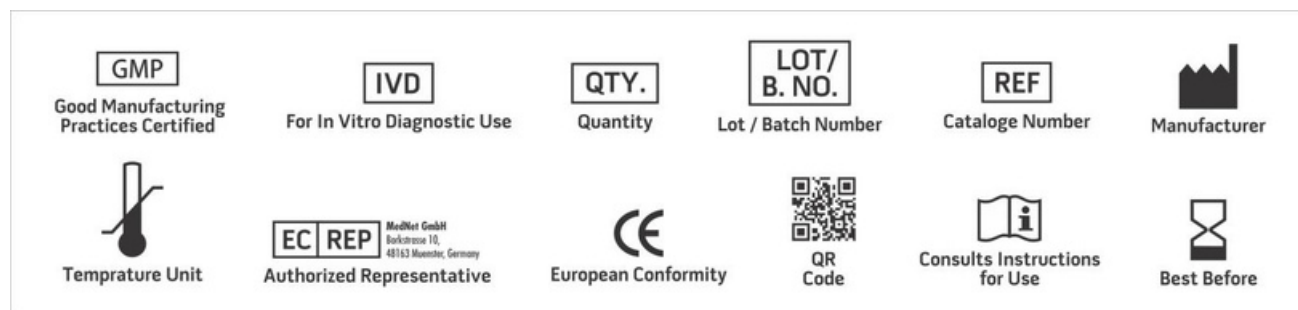 GMP
Good Manufacturing
Practices Certified
IVD
For In Vitro Diagnostic Use
QTY.
Quantity
LOT/
B. NO.
Lot / Batch Number
REF
Cataloge Number
Manufacturer
Temprature Unit
EC REP
MedNet GmbH
Borkstrasse 10,
48163 Muenster, Germany
Authorized Representative
CE
European Conformity
QR
Code
i
Consults Instructions
for Use
Best Before